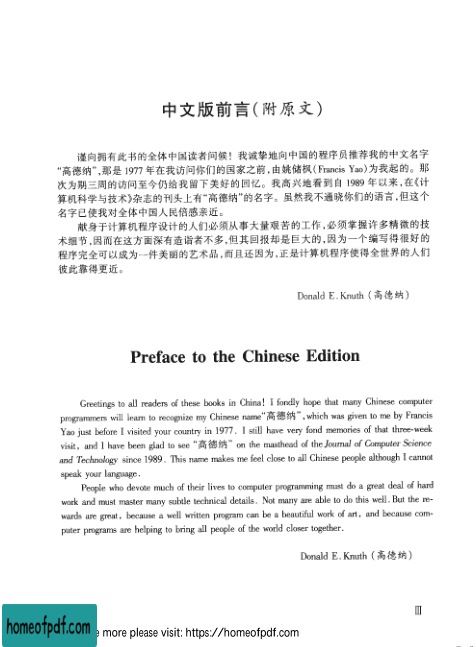 中文版前言(附原文)
谨向拥有此书的全体中国读者问候！我诚挚地向中国的程序员推荐我的中文名字
“高德纳”,那是 1977 年在我访问你们的国家之前,由姚储枫(Francis Yao)为我起的。那
次为期三周的访问至今仍给我留下美好的回忆。我高兴地看到自 1989 年以来,在《计
算机科学与技术》杂志的刊头上有“高德纳”的名字。虽然我不通晓你们的语言,但这个
名字已使我对全体中国人民倍感亲近。
献身于计算机程序设计的人们必须从事大量艰苦的工作,必须掌握许多精微的技
术细节,因而在这方面深有造诣者不多,但其回报却是巨大的,因为一个编写得很好的
程序完全可以成为一件美丽的艺术品,而且还因为,正是计算机程序使得全世界的人们
彼此靠得更近。
Donald E. Knuth (高德纳)
Preface to the Chinese Edition
Greetings to all readers of these books in China! I fondly hope that many Chinese computer
programmers will learn to recognize my Chinese name“高德纳”,which was given to me by Francis
Yao just before I visited your country in 1977. I still have very fond memories of that three-week
visit, and I have been glad to see “高德纳” on the masthead of the Journal of Computer Science
and Technology since 1989. This name makes me feel close to all Chinese people although I cannot
speak your language.
People who devote much of their lives to computer programming must do a great deal of hard
work and must master many subtle technical details. Not many are able to do this well. But the re-
wards are great, because a well written program can be a beautiful work of art, and because com-
puter programs are helping to bring all people of the world closer together.
Donald E. Knuth (高德纳)
III
homeofpdf.com
more please visit: https://homeofpdf.com